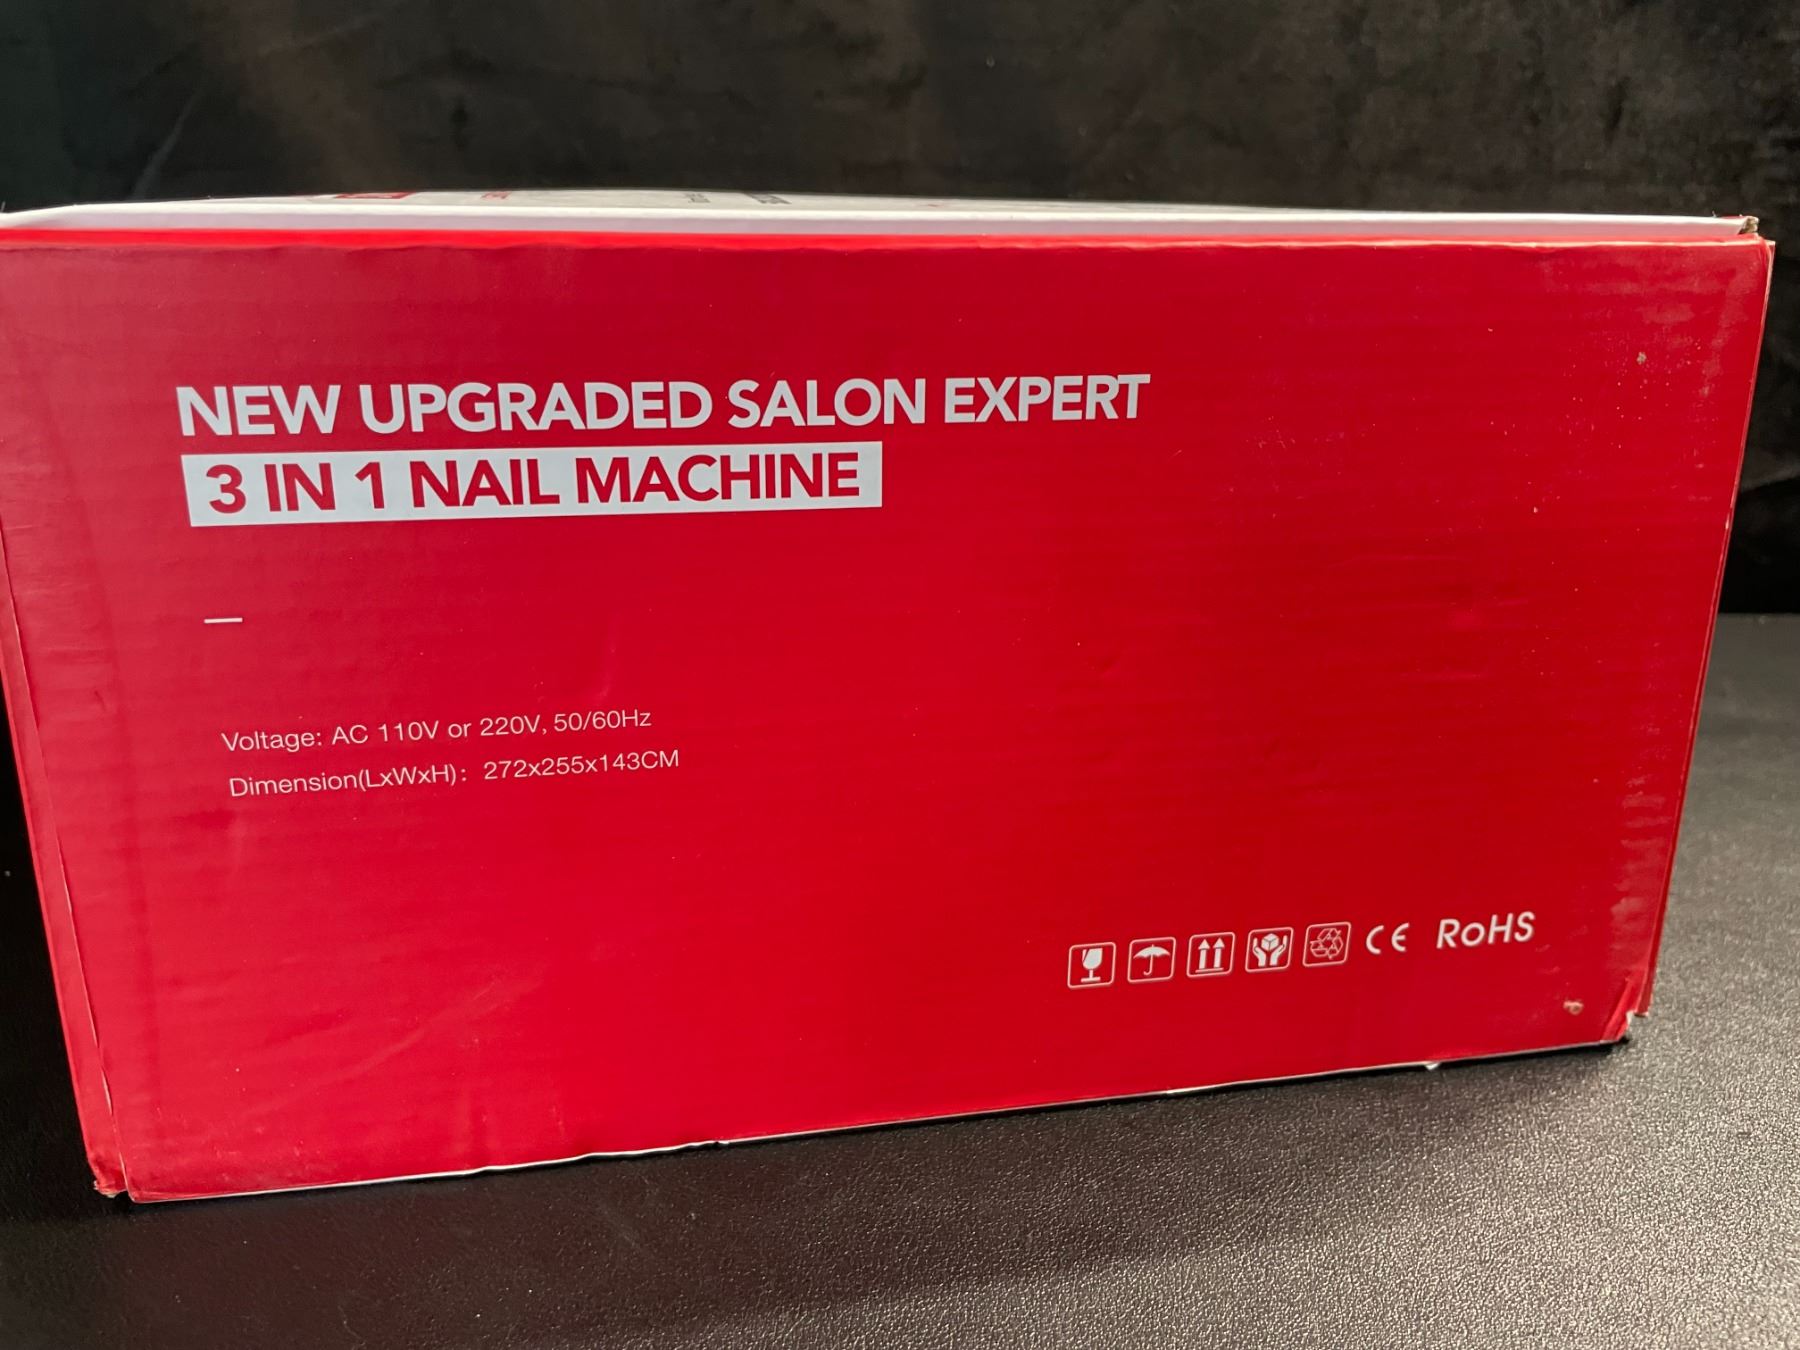 NEW UPGRADED SALON EXPERT
3 IN 1 NAIL MACHINE
Voltage: AC 110V or 220V, 50/60Hz
Dimension(LxWxH): 272x255x143CM
CE RoHS